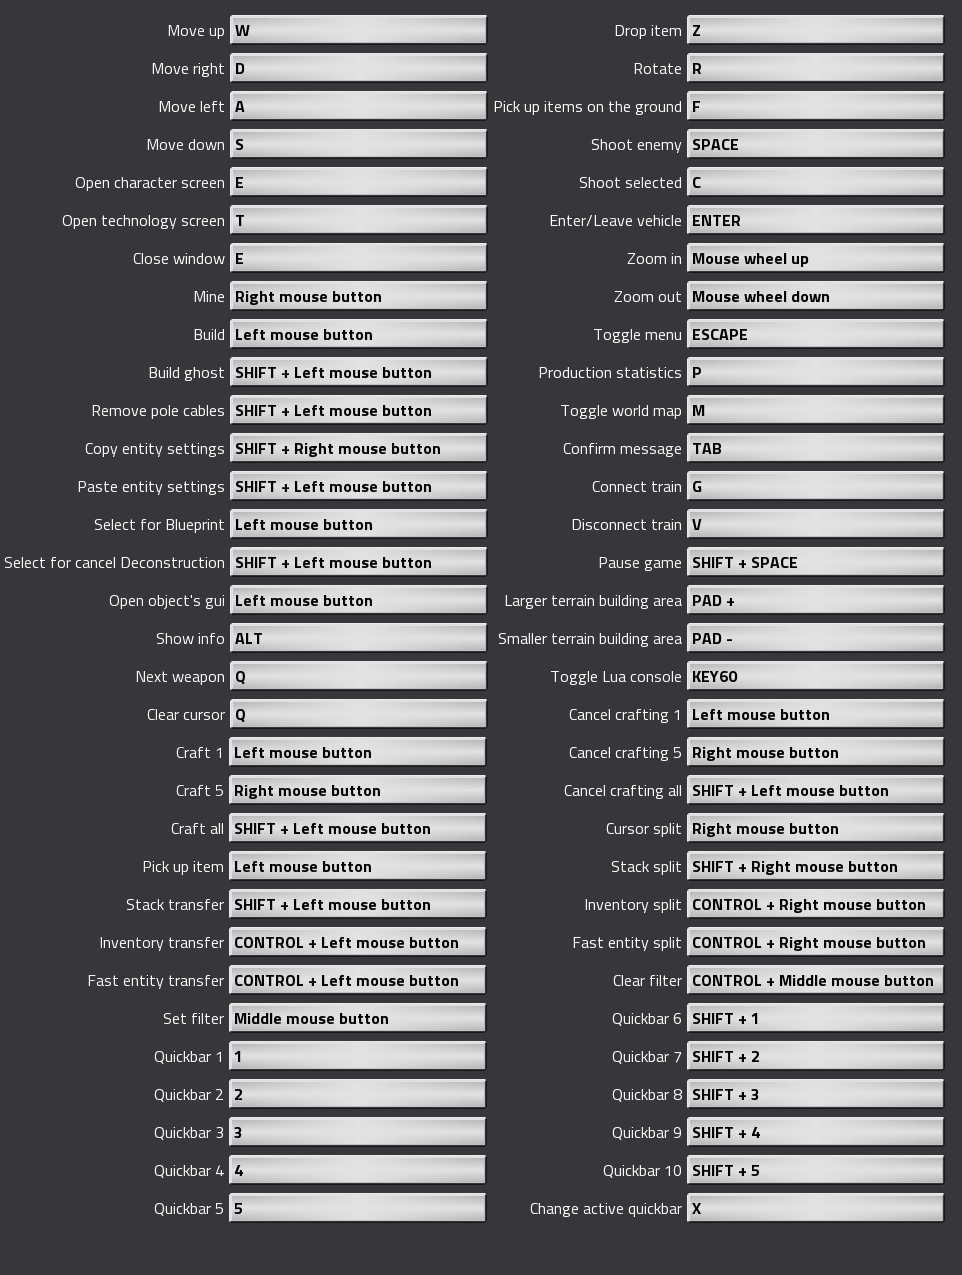 Move up W
Move right D
Move left A
Move down S
Open character screen E
Open technology screen T
Close window E
Mine Right mouse button
Build Left mouse button
Build ghost SHIFT + Left mouse button
Remove pole cables SHIFT + Left mouse button
Copy entity settings SHIFT + Right mouse button
Paste entity settings SHIFT + Left mouse button
Select for Blueprint Left mouse button
Select for cancel Deconstruction SHIFT + Left mouse button
Open object's gui Left mouse button
Show info ALT
Next weapon Q
Clear cursor Q
Craft 1 Left mouse button
Craft 5 Right mouse button
Craft all SHIFT + Left mouse button
Pick up item Left mouse button
Stack transfer SHIFT + Left mouse button
Inventory transfer CONTROL + Left mouse button
Fast entity transfer CONTROL + Left mouse button
Set filter Middle mouse button
Quickbar 1 1
Quickbar 2 2
Quickbar 3 3
Quickbar 4 4
Quickbar 5 5
Drop item Z
Rotate R
Pick up items on the ground F
Shoot enemy SPACE
Shoot selected C
Enter/Leave vehicle ENTER
Zoom in Mouse wheel up
Zoom out Mouse wheel down
Toggle menu ESCAPE
Production statistics P
Toggle world map M
Confirm message TAB
Connect train G
Disconnect train V
Pause game SHIFT + SPACE
Larger terrain building area PAD +
Smaller terrain building area PAD -
Toggle Lua console KEY60
Cancel crafting 1 Left mouse button
Cancel crafting 5 Right mouse button
Cancel crafting all SHIFT + Left mouse button
Cursor split Right mouse button
Stack split SHIFT + Right mouse button
Inventory split CONTROL + Right mouse button
Fast entity split CONTROL + Right mouse button
Clear filter CONTROL + Middle mouse button
Quickbar 6 SHIFT + 1
Quickbar 7 SHIFT + 2
Quickbar 8 SHIFT + 3
Quickbar 9 SHIFT + 4
Quickbar 10 SHIFT + 5
Change active quickbar X